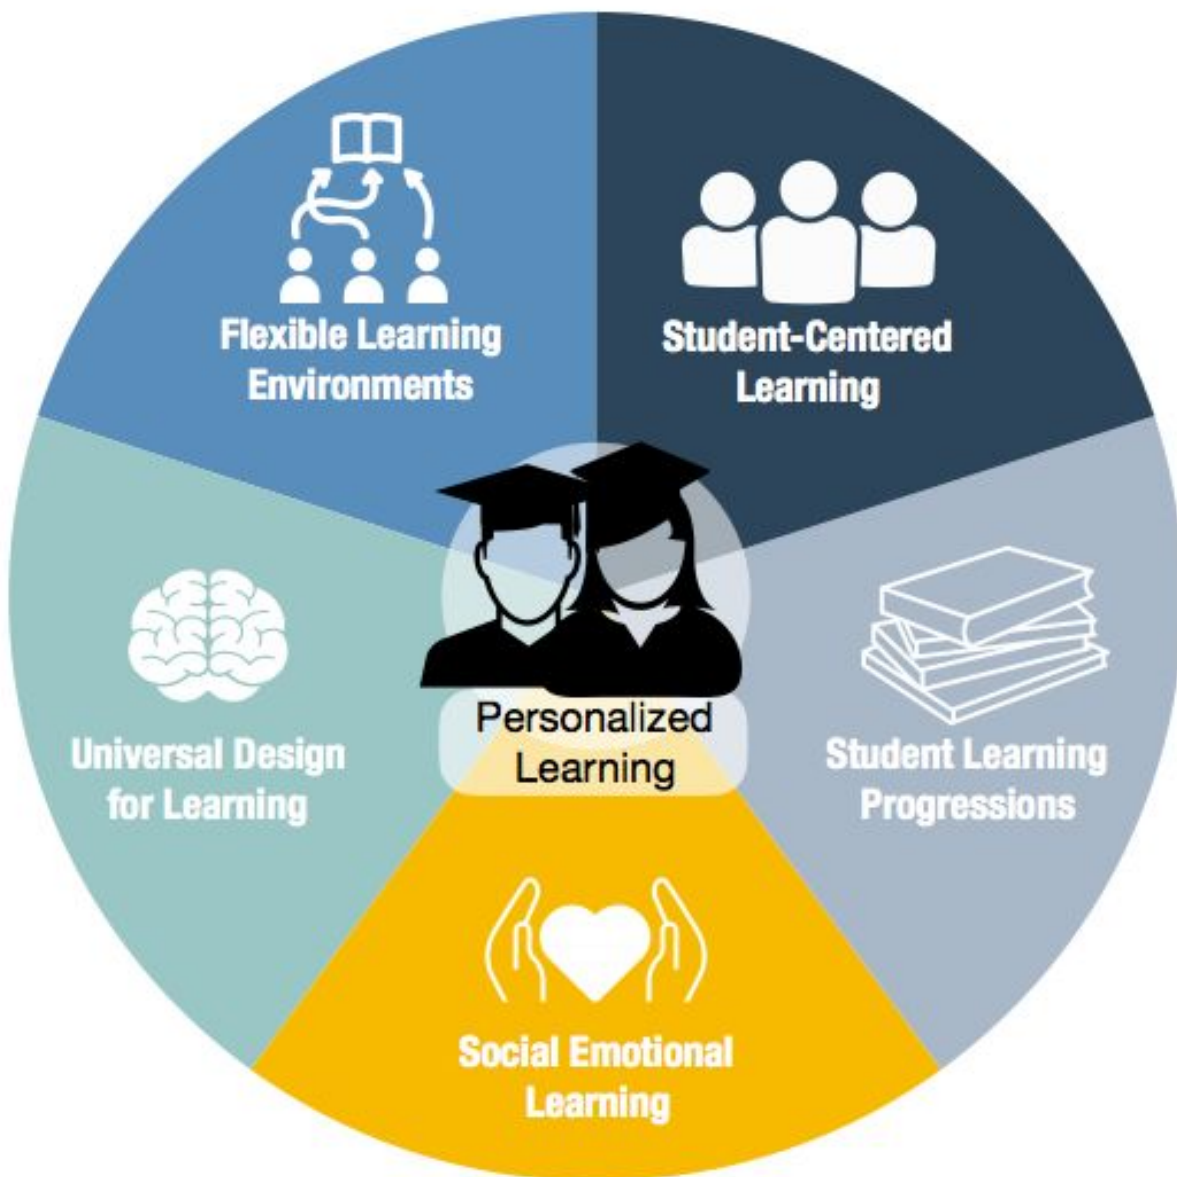 Flexible Learning
Environments
Student-Centered
Learning
Universal Design
for Learning
Personalized
Learning
Student Learning
Progressions
Social Emotional
Learning